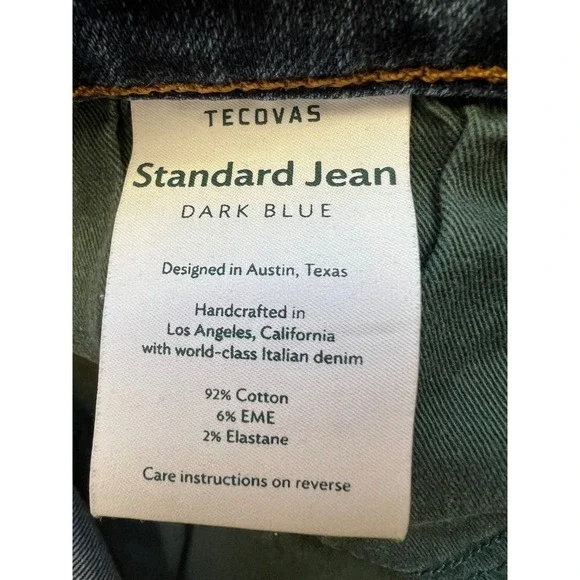 TECOVAS
Standard Jean
DARK BLUE
Designed in Austin, Texas
Handcrafted in
Los Angeles, California
with world-class Italian denim
92% Cotton
6% EME
2% Elastane
Care instructions on reverse